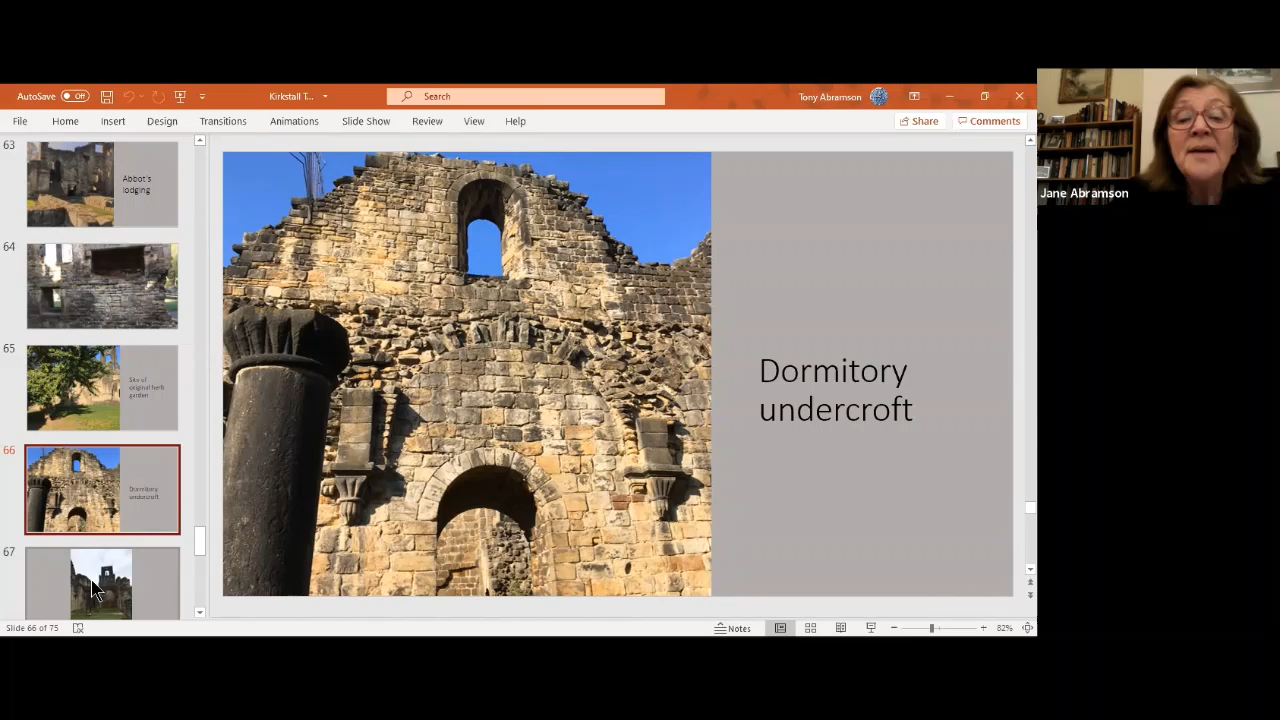 AutoSave Off Kirkstall T... Search Tony Abramson
File Home Insert Design Transitions Animations Slide Show Review View Help Share Comments
63
Abbot's
lodging
64
65
Site of
original herb
garden
66
Dormitory
undercroft
67
Dormitory
undercroft
Jane Abramson
Slide 66 of 75 Notes 82%